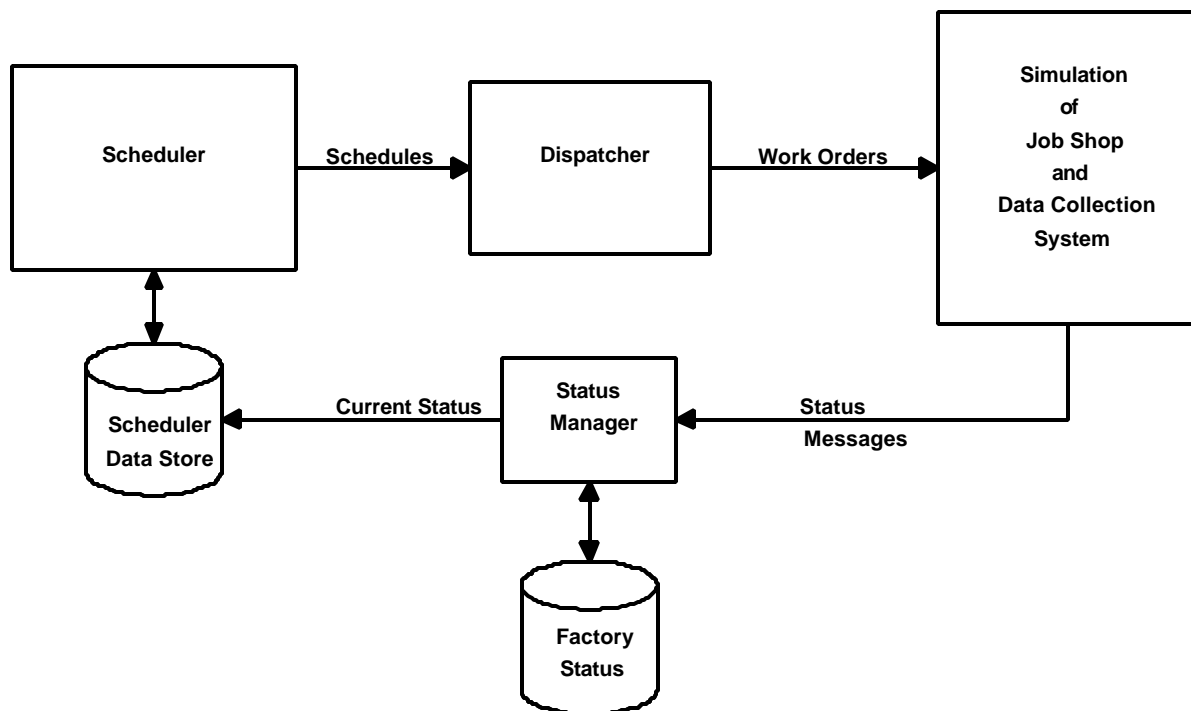 Scheduler
Schedules
Dispatcher
Work Orders
Simulation
of
Job Shop
and
Data Collection
System
Scheduler
Data Store
Current Status
Status
Manager
Status
Messages
Factory
Status